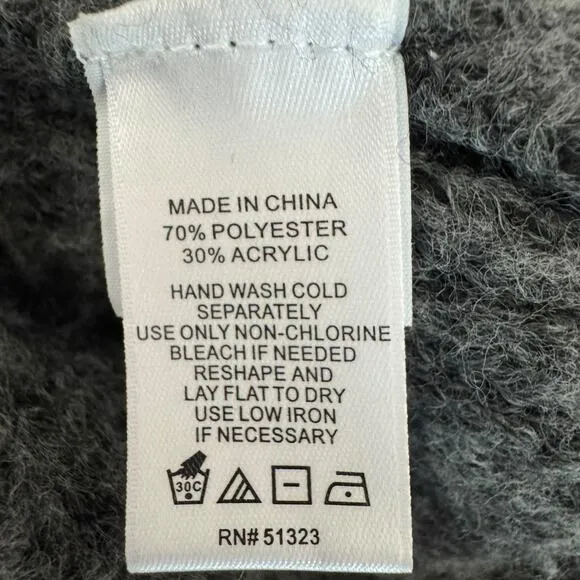 MADE IN CHINA
70% POLYESTER
30% ACRYLIC
HAND WASH COLD
SEPARATELY
USE ONLY NON-CHLORINE
BLEACH IF NEEDED
RESHAPE AND
LAY FLAT TO DRY
USE LOW IRON
IF NECESSARY
30C
RN# 51323